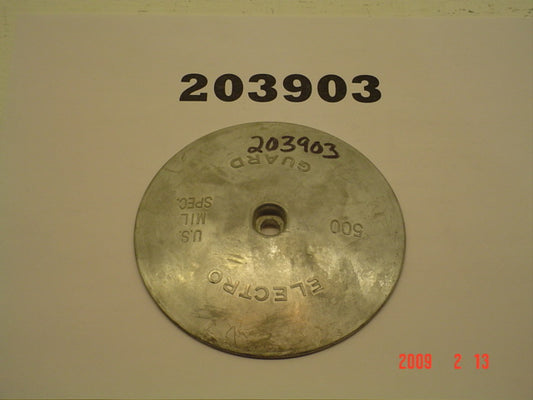 203903
203903
GUARD
U.S.
MIL
SPEC.
500
ELECTRO
2009 2 13